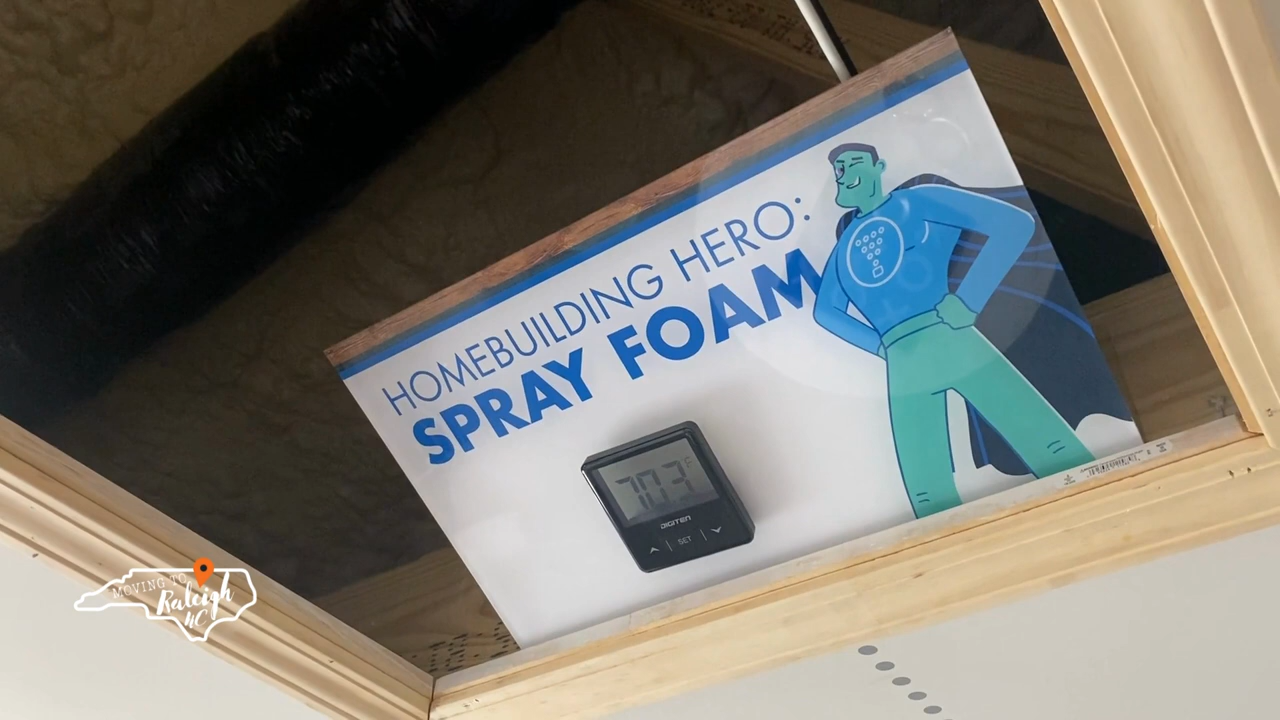 HOMEBUILDING HERO:
SPRAY FOAM
70.3°F
DIGITEN
SET
MOVING TO
Raleigh
NC